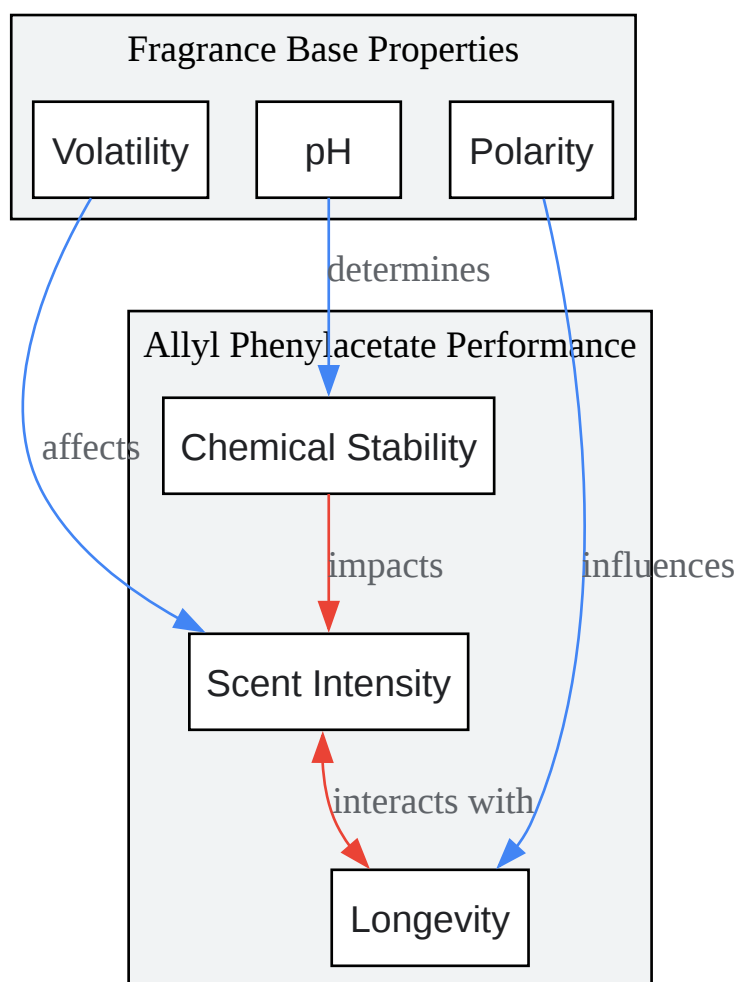 Fragrance Base Properties
Volatility
pH
Polarity
determines
Allyl Phenylacetate Performance
affects
Chemical Stability
impacts
influences
Scent Intensity
interacts with
Longevity